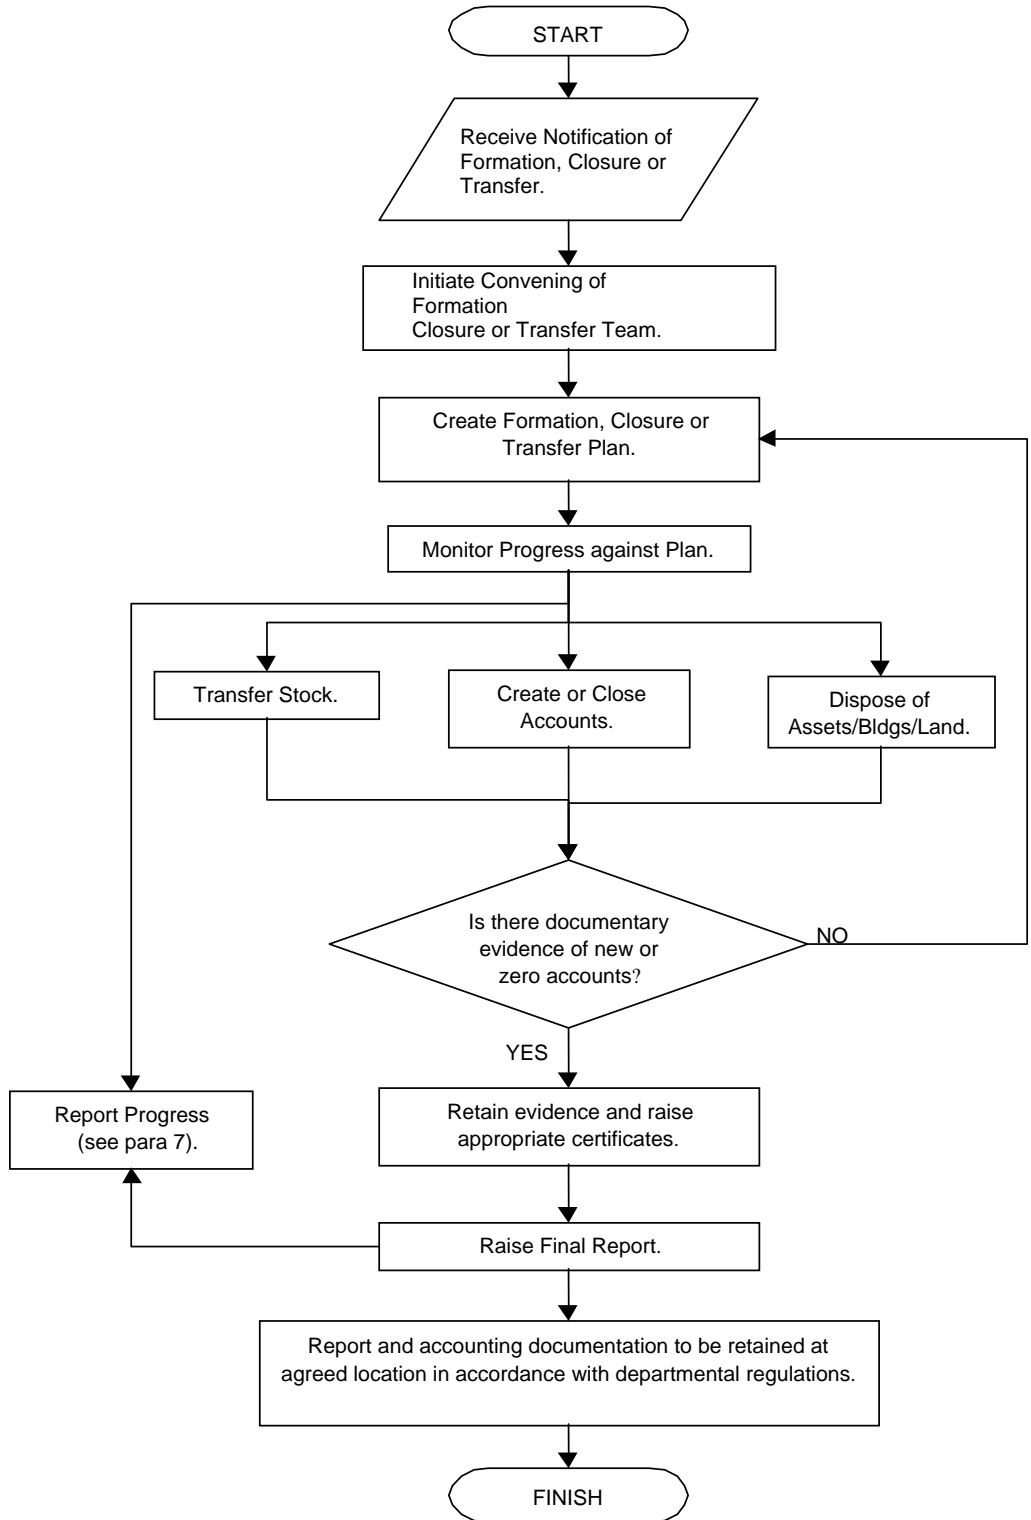 START
Receive Notification of
Formation, Closure or
Transfer.
Initiate Convening of
Formation
Closure or Transfer Team.
Create Formation, Closure or
Transfer Plan.
Monitor Progress against Plan.
Transfer Stock.
Create or Close
Accounts.
Dispose of
Assets/Bldgs/Land.
Is there documentary
evidence of new or
zero accounts?
NO
YES
Report Progress
(see para 7).
Retain evidence and raise
appropriate certificates.
Raise Final Report.
Report and accounting documentation to be retained at
agreed location in accordance with departmental regulations.
FINISH